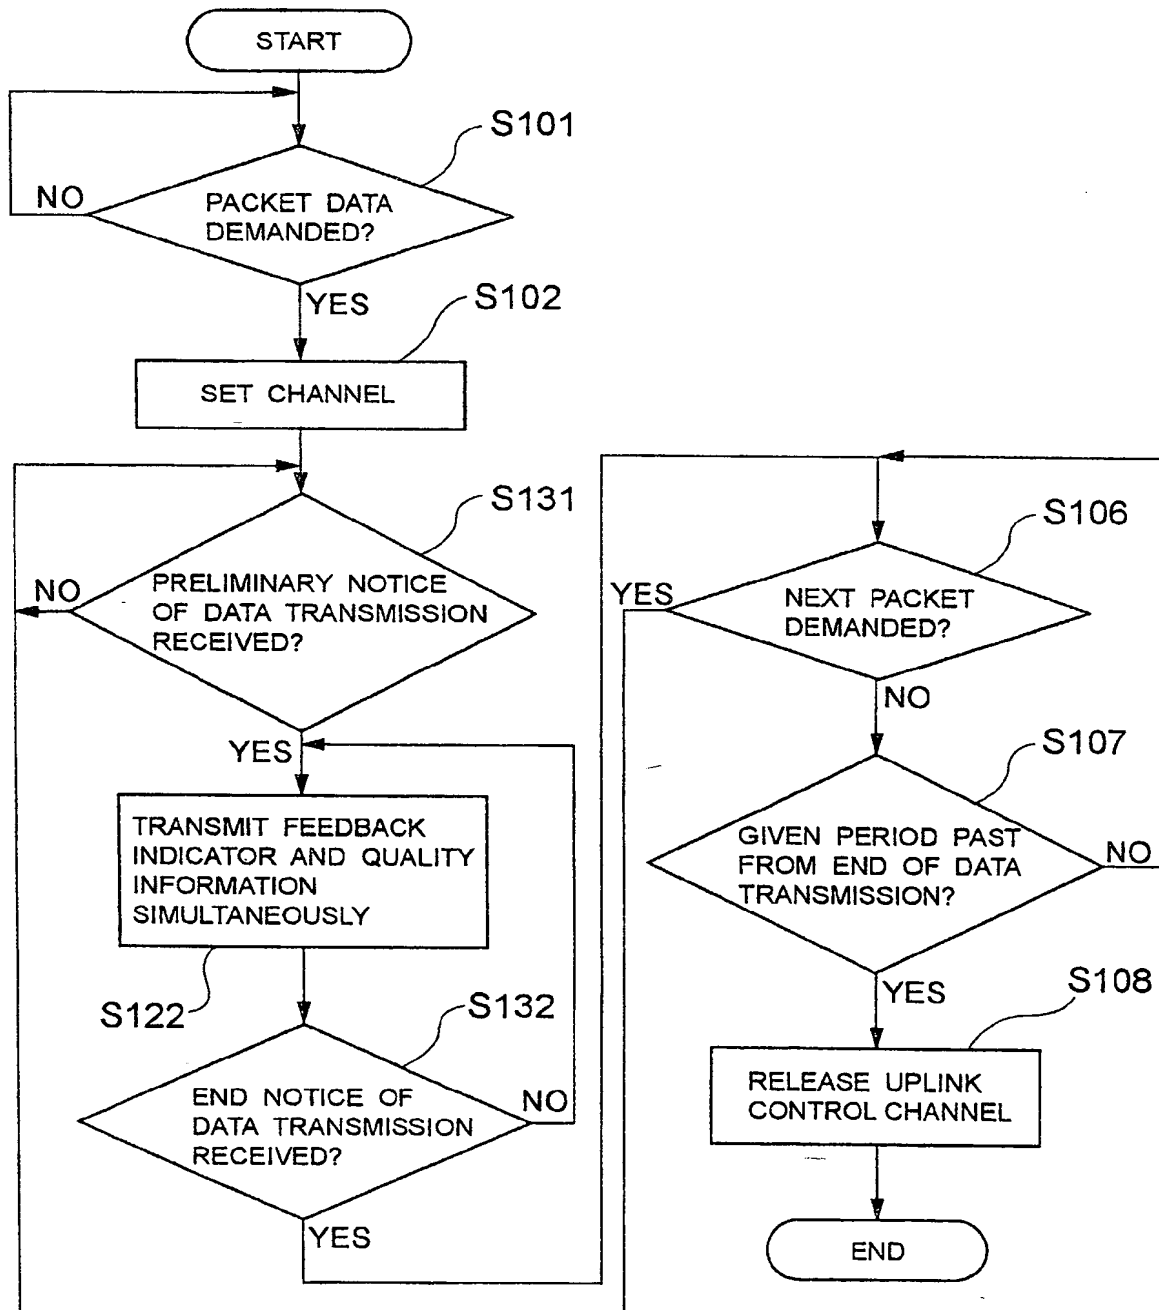 START
S101
NO
PACKET DATA
DEMANDED?
YES
S102
SET CHANNEL
S131
NO
PRELIMINARY NOTICE
OF DATA TRANSMISSION
RECEIVED?
YES
TRANSMIT FEEDBACK
INDICATOR AND QUALITY
INFORMATION
SIMULTANEOUSLY
S122
S132
END NOTICE OF
DATA TRANSMISSION
RECEIVED?
NO
YES
S106
YES
NEXT PACKET
DEMANDED?
NO
S107
GIVEN PERIOD PAST
FROM END OF DATA
TRANSMISSION?
NO
YES
S108
RELEASE UPLINK
CONTROL CHANNEL
END